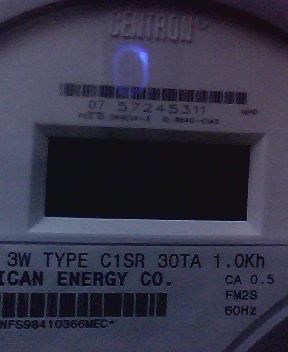 CENTRON
07 57245311
3W TYPE C1SR 30TA 1.0Kh
ICAN ENERGY CO.
CA 0.5
FM2S
60Hz
NFS98410366MEC*